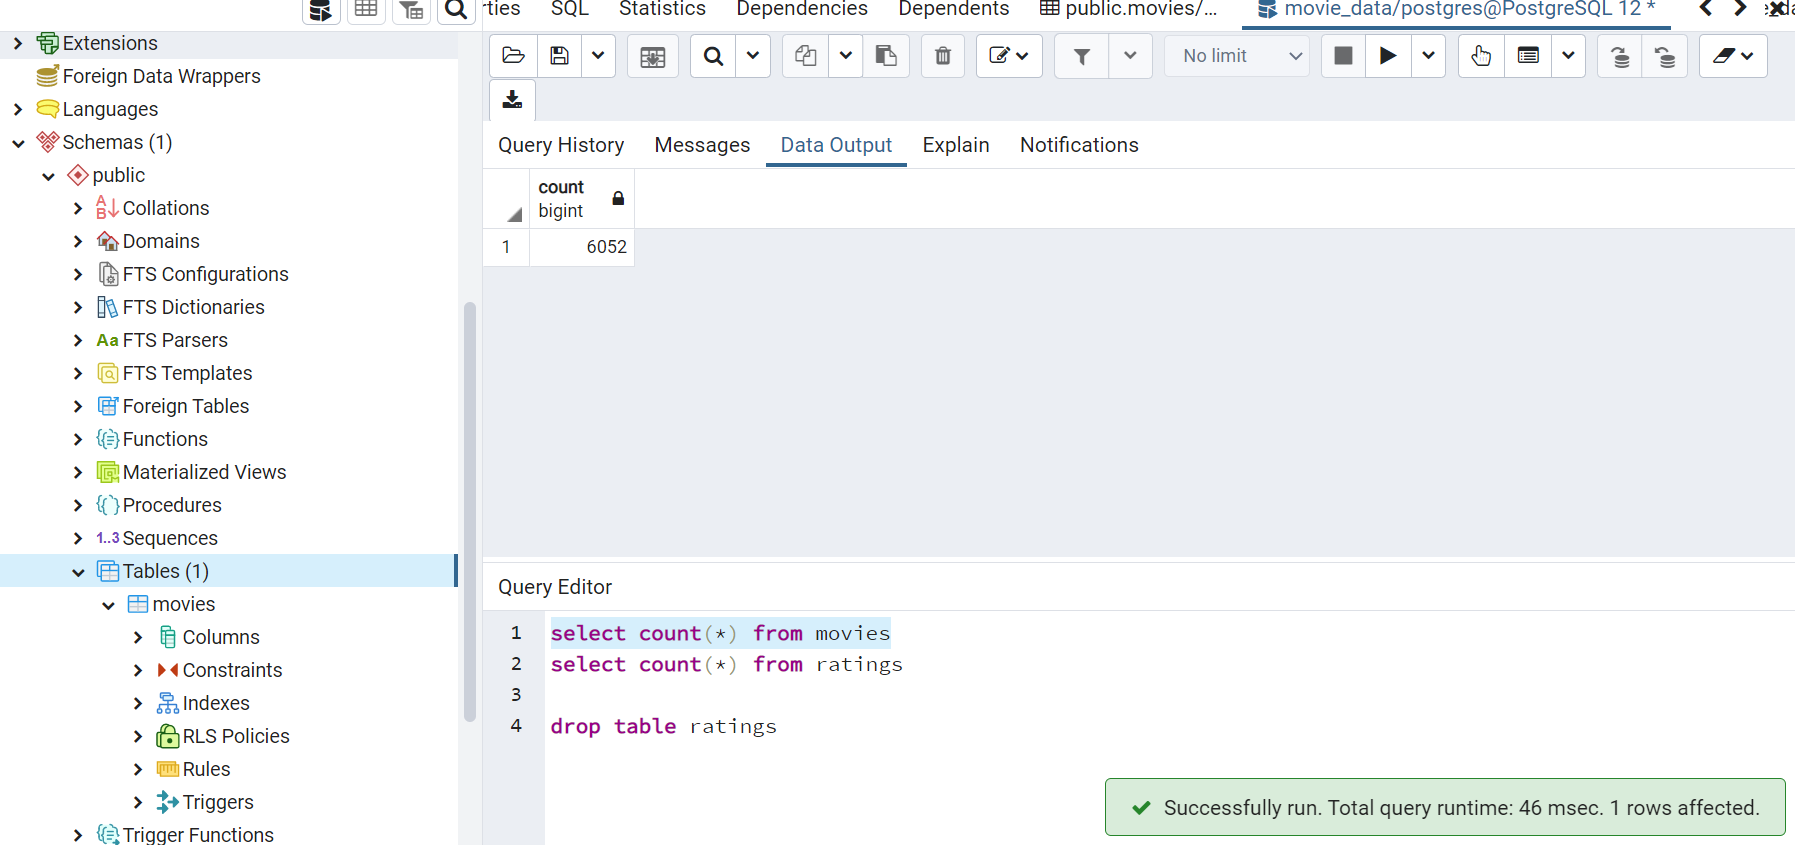 rties SQL Statistics Dependencies Dependents public.movies/... movie_data/postgres@PostgreSQL 12 *
No limit
Extensions
Foreign Data Wrappers
Languages
Schemas (1)
public
Collations
Domains
FTS Configurations
FTS Dictionaries
Aa FTS Parsers
FTS Templates
Foreign Tables
Functions
Materialized Views
Procedures
1..3 Sequences
Tables (1)
movies
Columns
Constraints
Indexes
RLS Policies
Rules
Triggers
Trigger Functions
Query History Messages Data Output Explain Notifications
count
bigint
1 6052
Query Editor
1 select count(*) from movies
2 select count(*) from ratings
3
4 drop table ratings
Successfully run. Total query runtime: 46 msec. 1 rows affected.